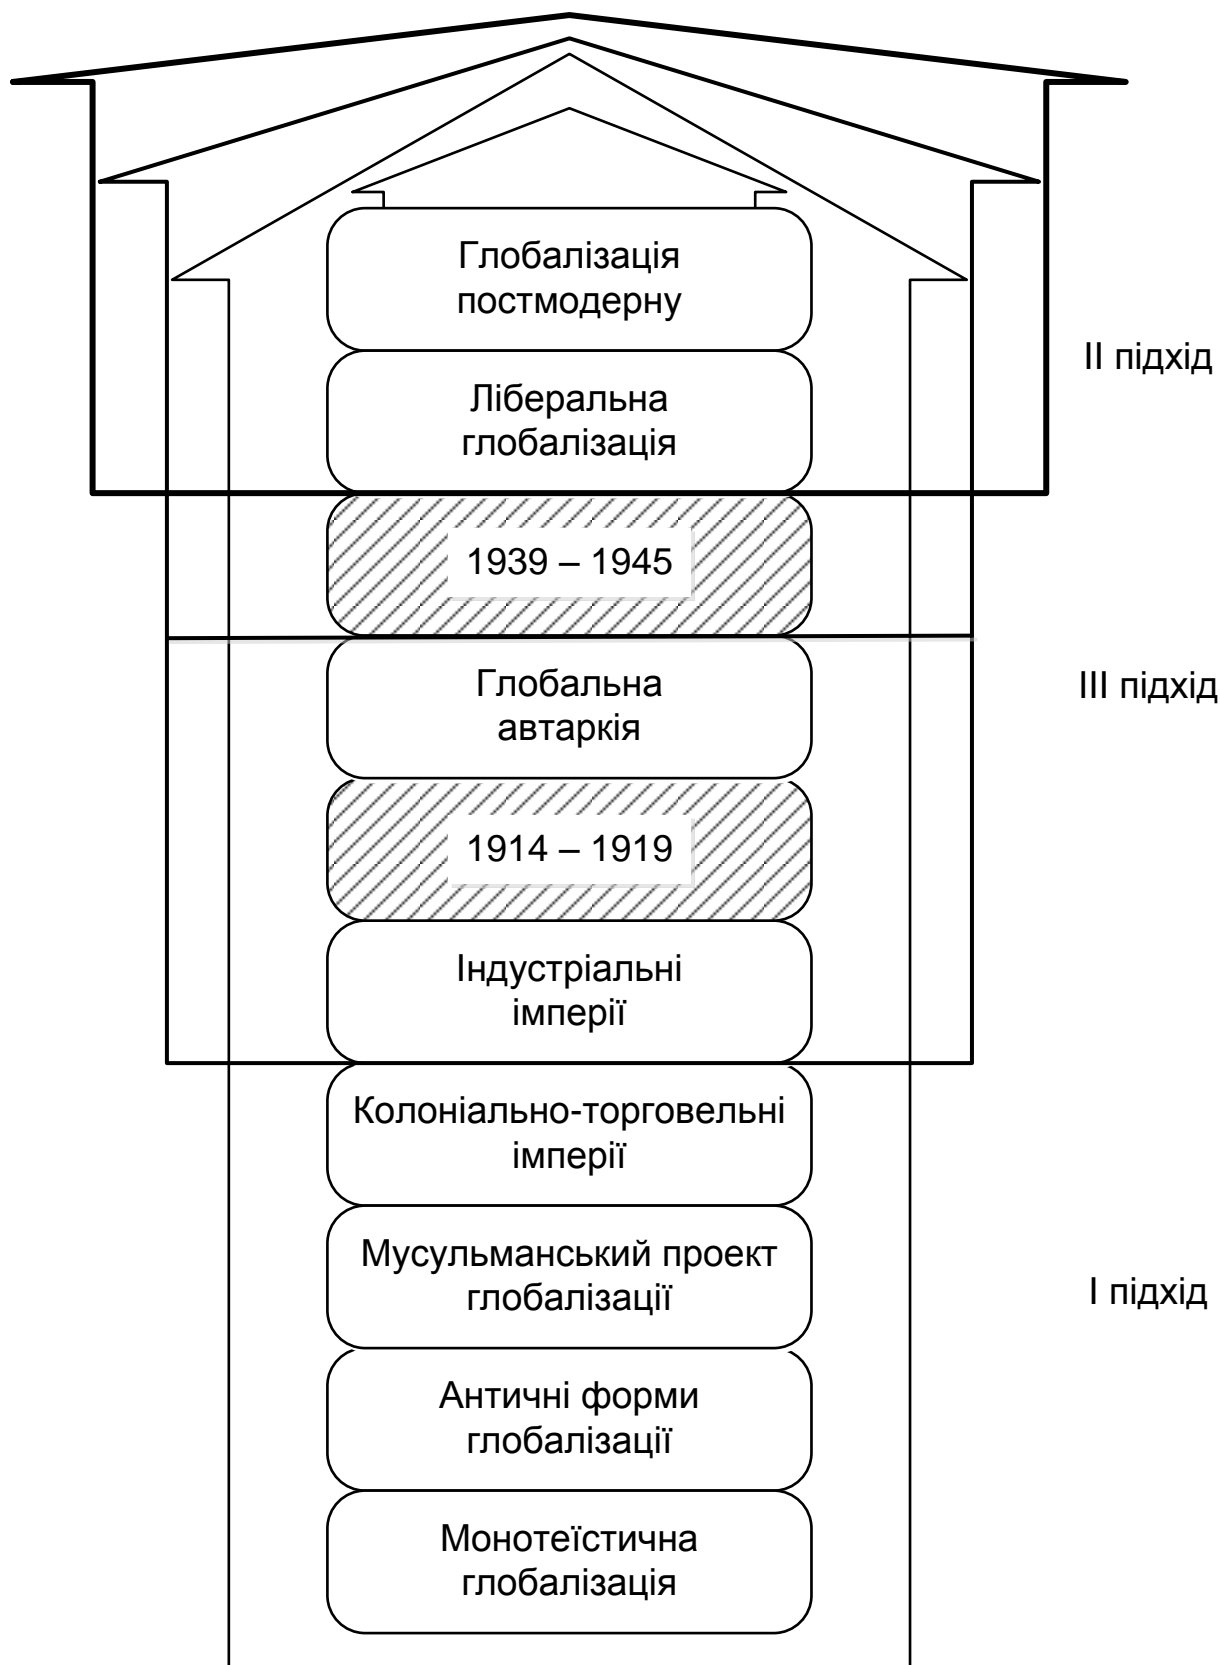 Глобалізація
постмодерну
II підхід
Ліберальна
глобалізація
1939 – 1945
Глобальна
автаркія
III підхід
1914 – 1919
Індустріальні
імперії
Колоніально-торговельні
імперії
Мусульманський проект
глобалізації
I підхід
Античні форми
глобалізації
Монотеїстична
глобалізація